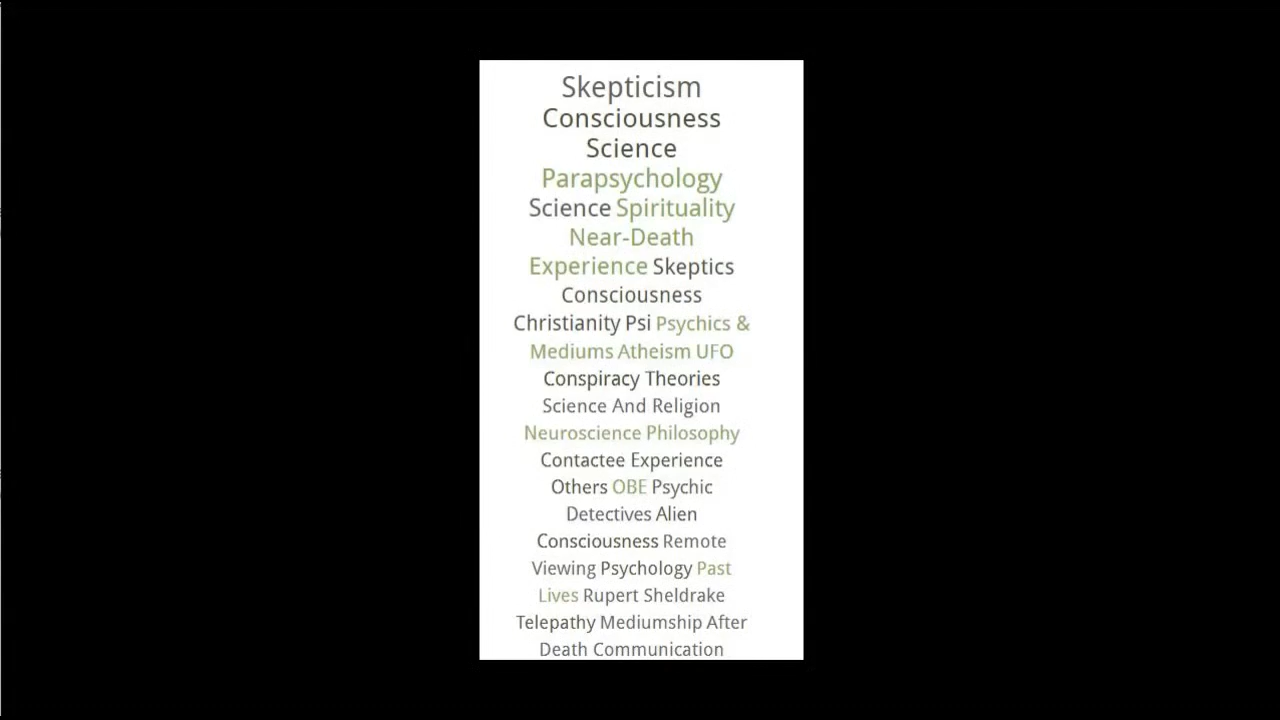 Skepticism
Consciousness
Science
Parapsychology
Science Spirituality
Near-Death
Experience Skeptics
Consciousness
Christianity Psi Psychics &
Mediums Atheism UFO
Conspiracy Theories
Science And Religion
Neuroscience Philosophy
Contactee Experience
Others OBE Psychic
Detectives Alien
Consciousness Remote
Viewing Psychology Past
Lives Rupert Sheldrake
Telepathy Mediumship After
Death Communication